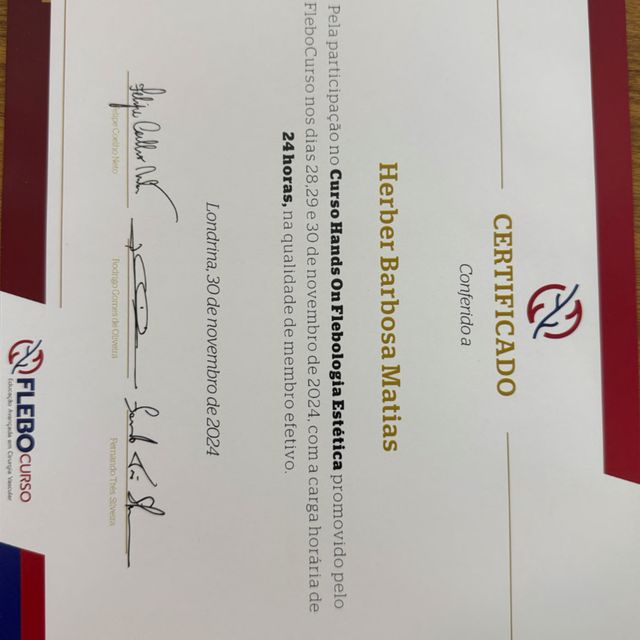 CERTIFICADO
Conferido a
Herber Barbosa Matias
Pela participação no Curso Hands On Flebologia Estética promovido pelo
FleboCurso nos dias 28,29 e 30 de novembro de 2024, com a carga horária de
24 horas, na qualidade de membro efetivo.
Londrina, 30 de novembro de 2024
Felipe Coelho Neto
Rodrigo Gomes de Oliveira
Fernando Trés Silveira
FLEBOCURSO
Educação Avançada em Cirurgia Vascular